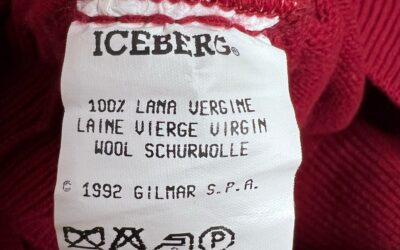 ICEBERG®
100% LANA VERGINE
LAINE VIERGE VIRGIN
WOOL SCHURWOLLE
© 1992 GILMAR S.P.A.
P